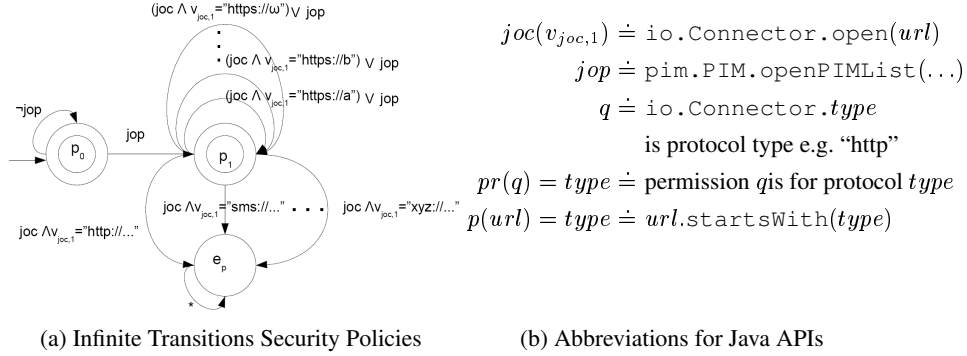 (joc Λ v_joc,1="https://ω") ∨ jop
(joc Λ v_joc,1="https://b") ∨ jop
(joc Λ v_joc,1="https://a") ∨ jop
¬jop
jop
p_0
p_1
joc Λv_joc,1="sms://..."
. . .
joc Λv_joc,1="xyz://..."
joc Λv_joc,1="http://..."
e_p
*
(a) Infinite Transitions Security Policies
joc(v_joc,1) ≐ io.Connector.open(url)
jop ≐ pim.PIM.openPIMList(...)
q ≐ io.Connector.type
is protocol type e.g. “http”
pr(q) = type ≐ permission qis for protocol type
p(url) = type ≐ url.startsWith(type)
(b) Abbreviations for Java APIs